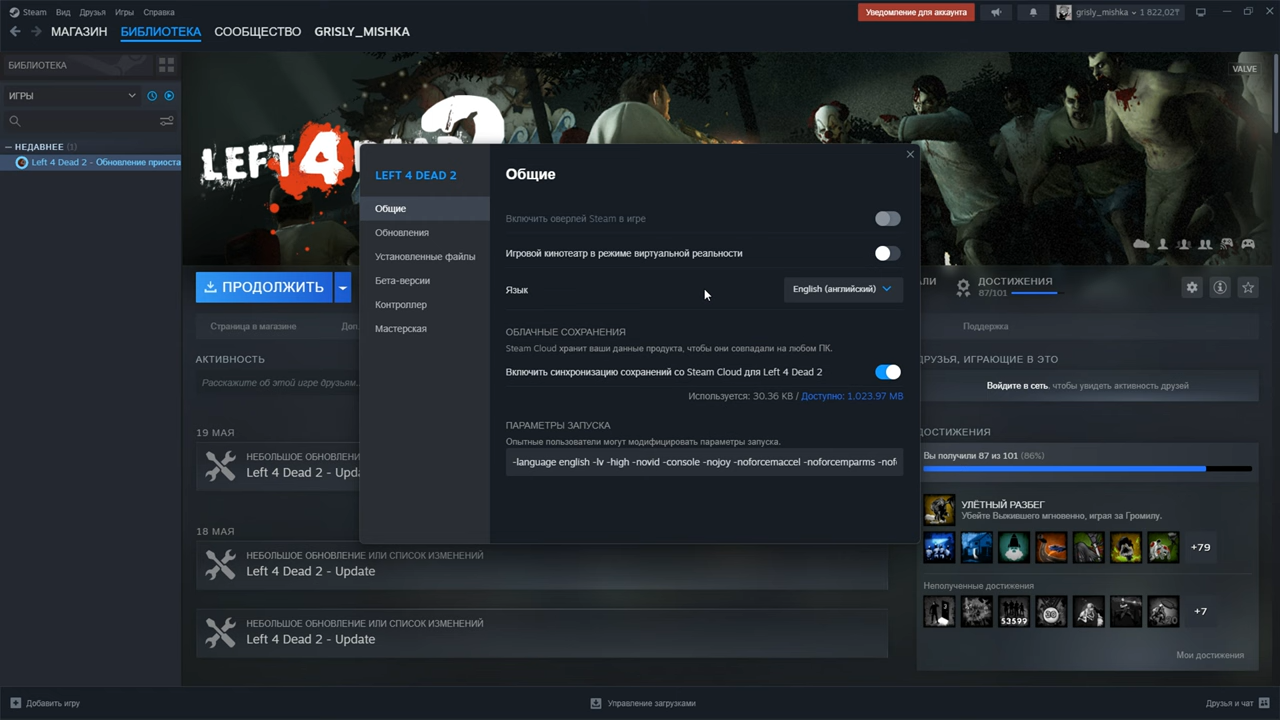 Steam Вид Друзья Игры Справка
Уведомление для аккаунта
grisly_mishka 1 822,02₸
МАГАЗИН БИБЛИОТЕКА СООБЩЕСТВО GRISLY_MISHKA
БИБЛИОТЕКА
ИГРЫ
НЕДАВНЕЕ (1)
Left 4 Dead 2 - Обновление приоста
VALVE
LEFT 4 DEAD 2
Общие
Обновления
Установленные файлы
Бета-версии
Контроллер
Мастерская
Общие
Включить оверлей Steam в игре
Игровой кинотеатр в режиме виртуальной реальности
Язык
English (английский)
ОБЛАЧНЫЕ СОХРАНЕНИЯ
Steam Cloud хранит ваши данные продукта, чтобы они совпадали на любом ПК.
Включить синхронизацию сохранений со Steam Cloud для Left 4 Dead 2
Используется: 30.36 KB / Доступно: 1,023.97 MB
ПАРАМЕТРЫ ЗАПУСКА
Опытные пользователи могут модифицировать параметры запуска.
-language english -lv -high -novid -console -nojoy -noforcemaccel -noforcemparms -nof
ПРОДОЛЖИТЬ
АЛИ
ДОСТИЖЕНИЯ
87/101
Страница в магазине
Доп.
Поддержка
АКТИВНОСТЬ
Расскажите об этой игре друзьям.
19 МАЯ
НЕБОЛЬШОЕ ОБНОВЛЕНИЕ
Left 4 Dead 2 - Upda
18 МАЯ
НЕБОЛЬШОЕ ОБНОВЛЕНИЕ ИЛИ СПИСОК ИЗМЕНЕНИЙ
Left 4 Dead 2 - Update
НЕБОЛЬШОЕ ОБНОВЛЕНИЕ ИЛИ СПИСОК ИЗМЕНЕНИЙ
Left 4 Dead 2 - Update
ДРУЗЬЯ, ИГРАЮЩИЕ В ЭТО
Войдите в сеть, чтобы увидеть активность друзей
ДОСТИЖЕНИЯ
Вы получили 87 из 101 (86%)
УЛЁТНЫЙ РАЗБЕГ
Убейте Выжившего мгновенно, играя за Громилу.
+79
Неполученные достижения
53599
+7
Мои достижения
Добавить игру
Управление загрузками
Друзья и чат